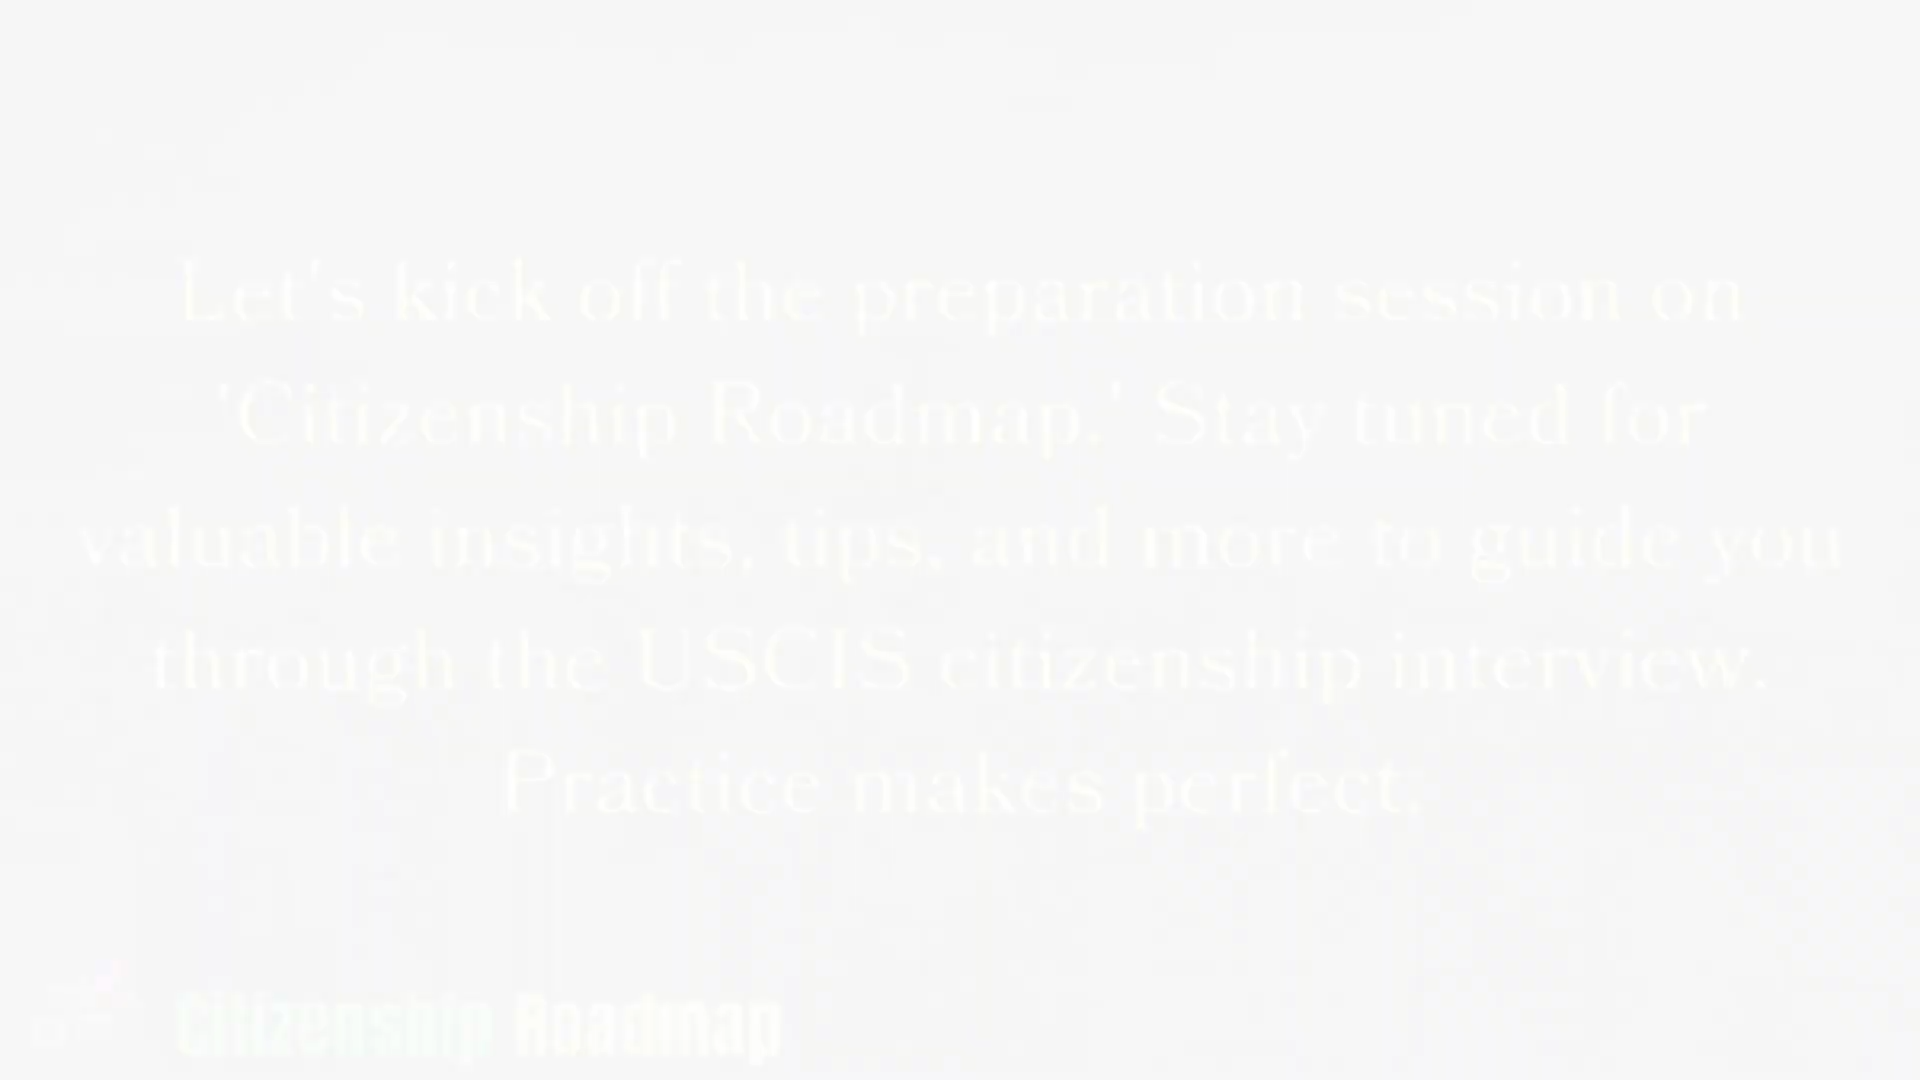 Let's kick off the preparation session on
'Citizenship Roadmap.' Stay tuned for
valuable insights, tips, and more to guide you
through the USCIS citizenship interview.
Practice makes perfect.
Citizenship Roadmap